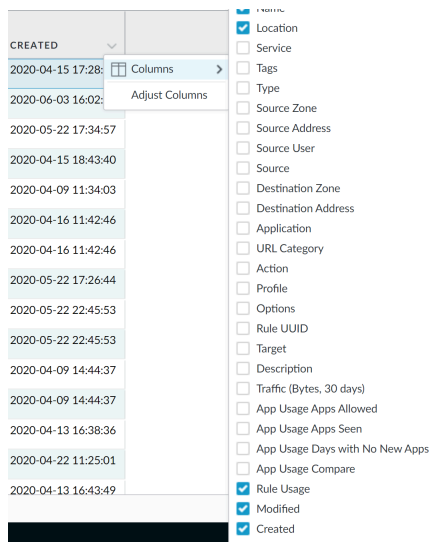 CREATED
2020-04-15 17:28:
2020-06-03 16:02:
2020-05-22 17:34:57
2020-04-15 18:43:40
2020-04-09 11:34:03
2020-04-16 11:42:46
2020-04-16 11:42:46
2020-05-22 17:26:44
2020-05-22 22:45:53
2020-05-22 22:45:53
2020-04-09 14:44:37
2020-04-09 14:44:37
2020-04-13 16:38:36
2020-04-22 11:25:01
2020-04-13 16:43:49
Columns
Adjust Columns
Name
Location
Service
Tags
Type
Source Zone
Source Address
Source User
Source
Destination Zone
Destination Address
Application
URL Category
Action
Profile
Options
Rule UUID
Target
Description
Traffic (Bytes, 30 days)
App Usage Apps Allowed
App Usage Apps Seen
App Usage Days with No New Apps
App Usage Compare
Rule Usage
Modified
Created